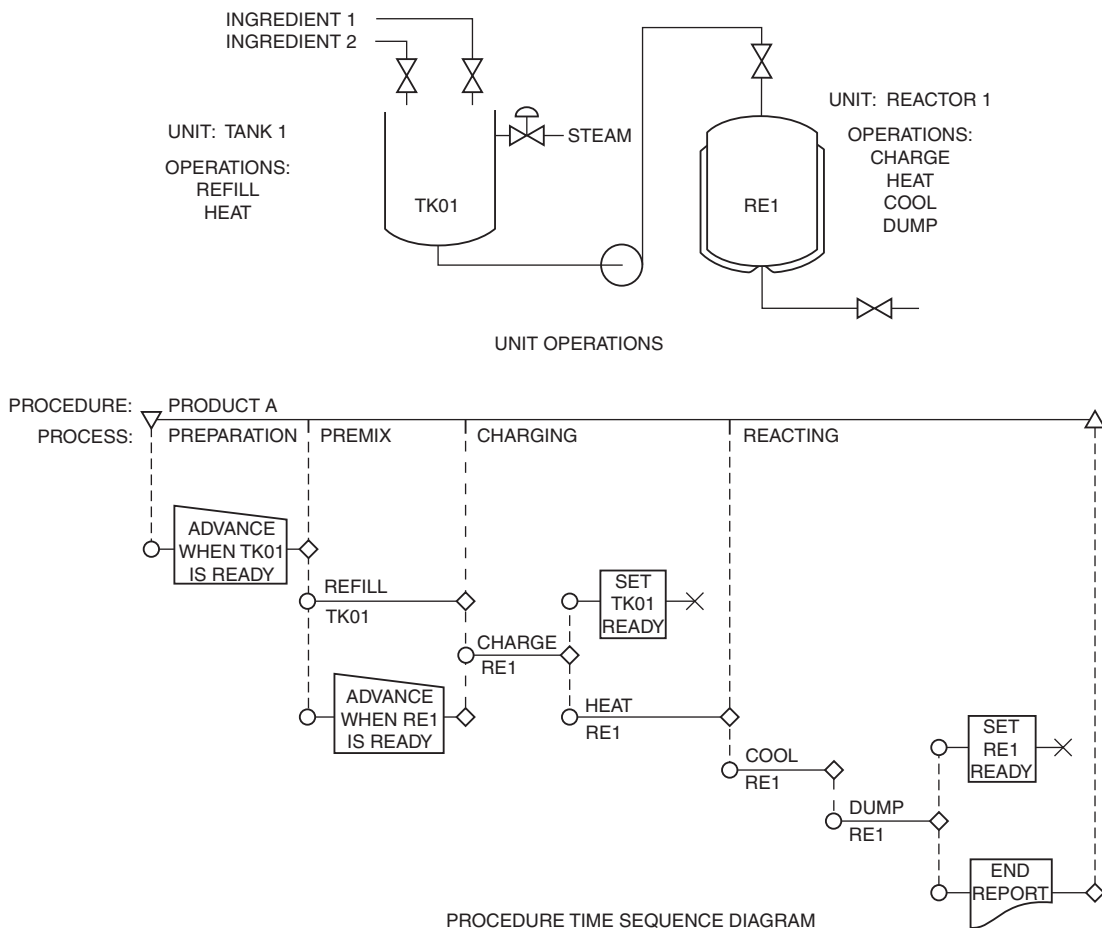 INGREDIENT 1
INGREDIENT 2
UNIT: TANK 1
OPERATIONS:
REFILL
HEAT
STEAM
TK01
UNIT: REACTOR 1
OPERATIONS:
CHARGE
HEAT
COOL
DUMP
RE1
UNIT OPERATIONS
PROCEDURE: PRODUCT A
PROCESS: PREPARATION PREMIX CHARGING REACTING
ADVANCE
WHEN TK01
IS READY
REFILL
TK01
ADVANCE
WHEN RE1
IS READY
CHARGE
RE1
SET
TK01
READY
HEAT
RE1
COOL
RE1
DUMP
RE1
SET
RE1
READY
END
REPORT
PROCEDURE TIME SEQUENCE DIAGRAM